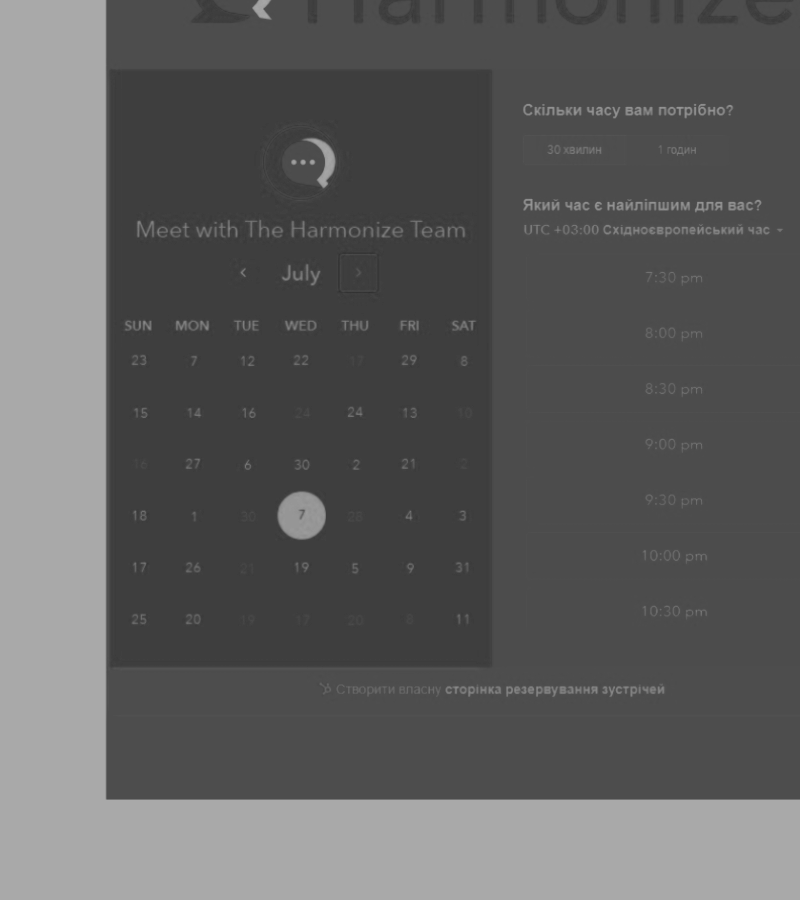 Harmonize
Скільки часу вам потрібно?
30 хвилин 1 годин
Meet with The Harmonize Team
Який час є найліпшим для вас?
UTC +03:00 Східноєвропейський час
July
7:30 pm
8:00 pm
8:30 pm
9:00 pm
9:30 pm
10:00 pm
10:30 pm
SUN MON TUE WED THU FRI SAT
23 7 12 22 17 29 8
15 14 16 24 24 13 10
16 27 6 30 2 21 2
18 1 30 7 28 4 3
17 26 21 19 5 9 31
25 20 19 17 20 8 11
Створити власну сторінка резервування зустрічей